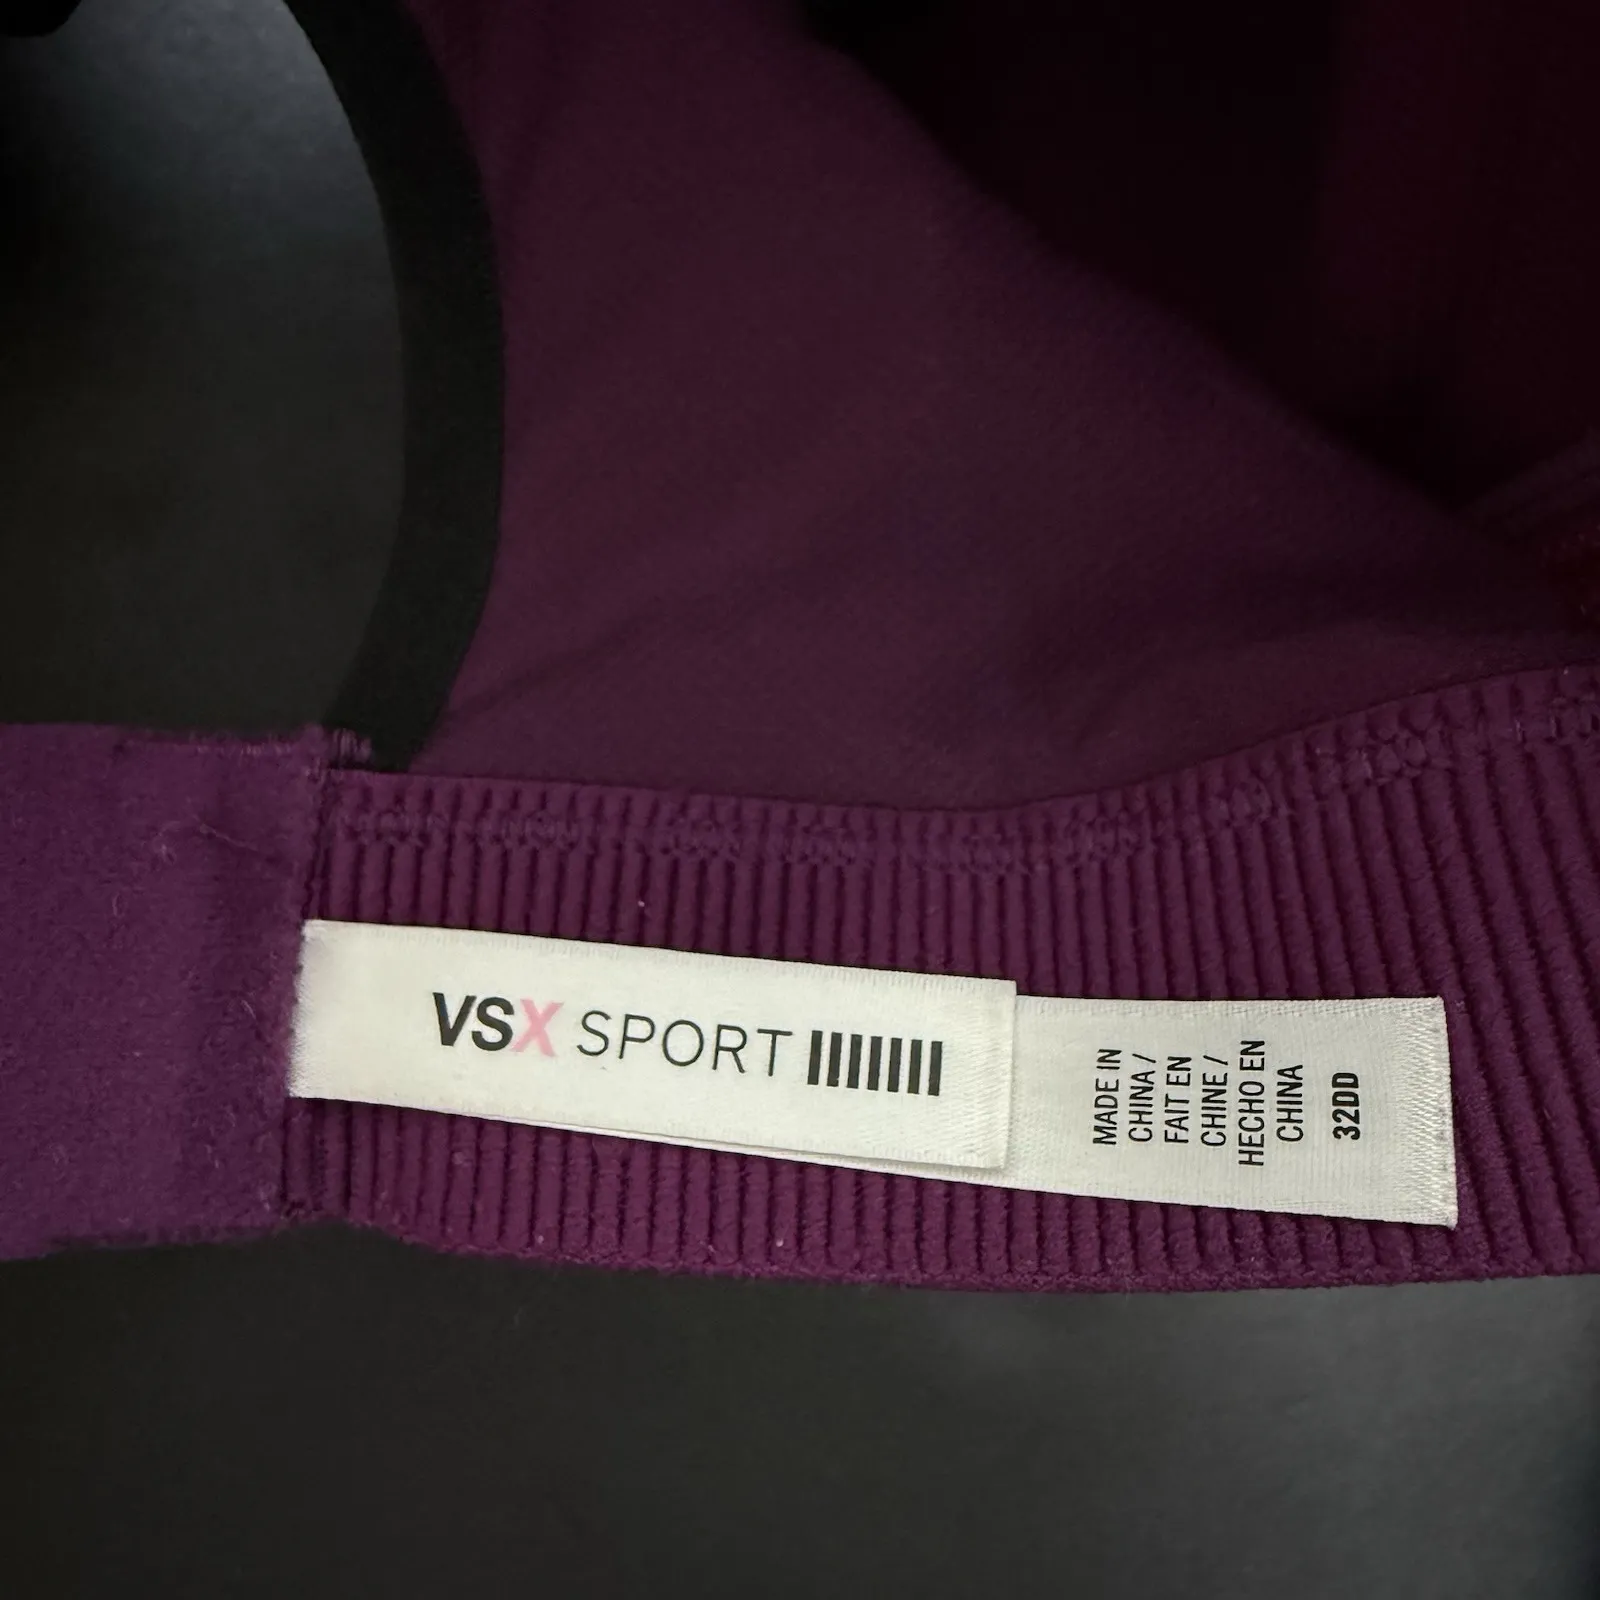 VSX SPORT
MADE IN
CHINA /
FAIT EN
CHINE /
HECHO EN
CHINA
32DD